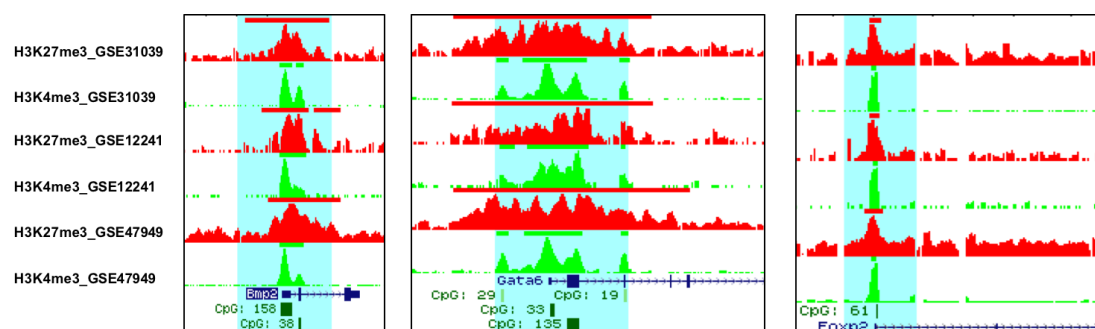 H3K27me3_GSE31039
H3K4me3_GSE31039
H3K27me3_GSE12241
H3K4me3_GSE12241
H3K27me3_GSE47949
H3K4me3_GSE47949
Bmp2
CpG: 158
CpG: 38
Gata6
CpG: 29 CpG: 19
CpG: 33
CpG: 135
CpG: 61
Foxp2